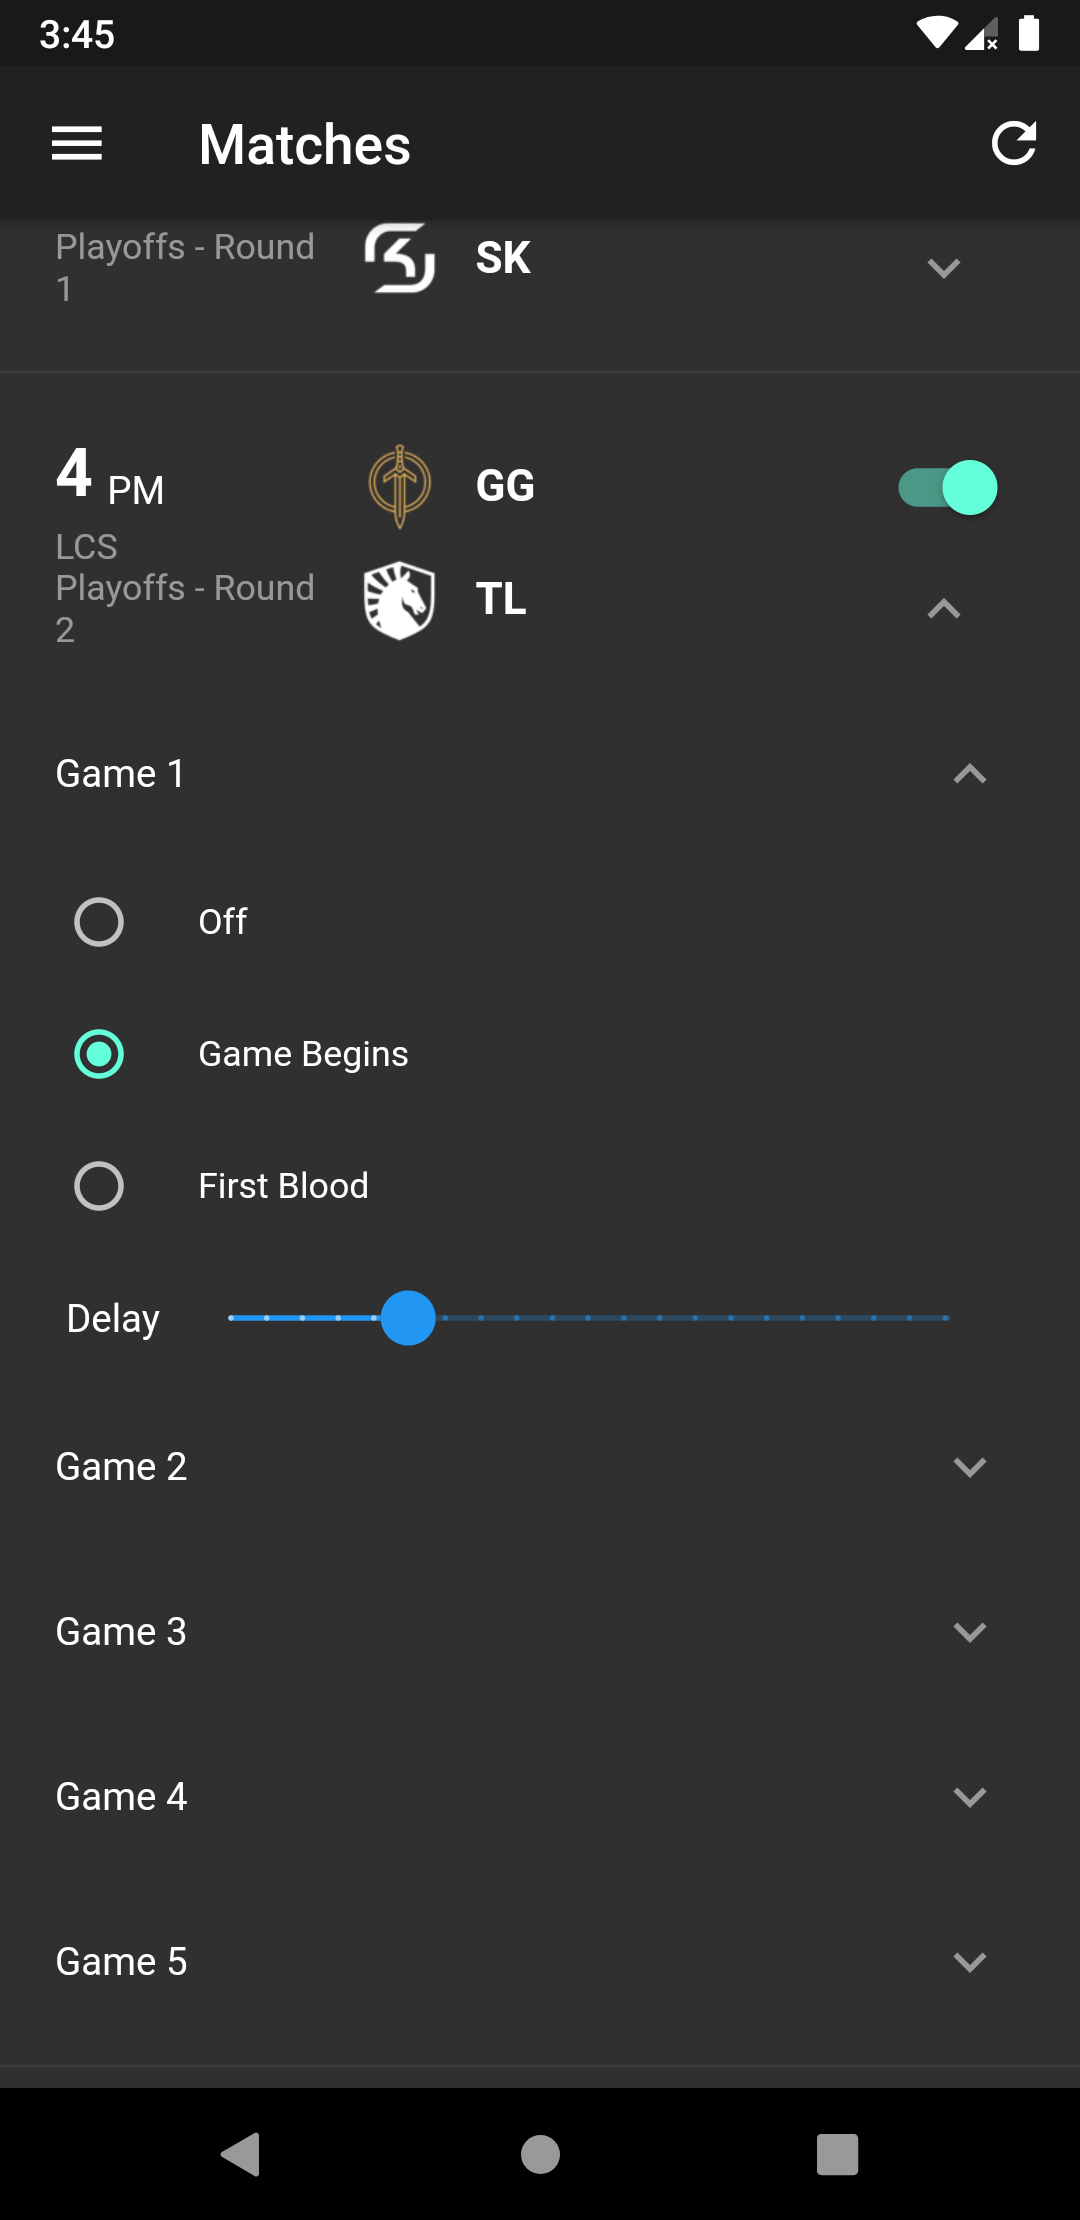 3:45
Matches
Playoffs - Round
1
SK
4 PM
GG
LCS
Playoffs - Round
2
TL
Game 1
Off
Game Begins
First Blood
Delay
Game 2
Game 3
Game 4
Game 5